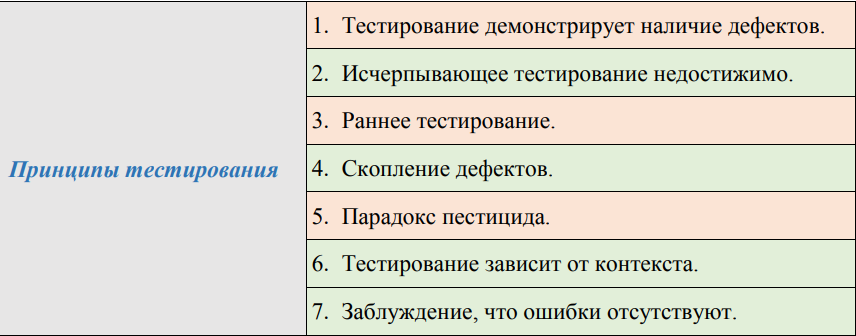 Принципы тестирования
1. Тестирование демонстрирует наличие дефектов.
2. Исчерпывающее тестирование недостижимо.
3. Раннее тестирование.
4. Скопление дефектов.
5. Парадокс пестицида.
6. Тестирование зависит от контекста.
7. Заблуждение, что ошибки отсутствуют.